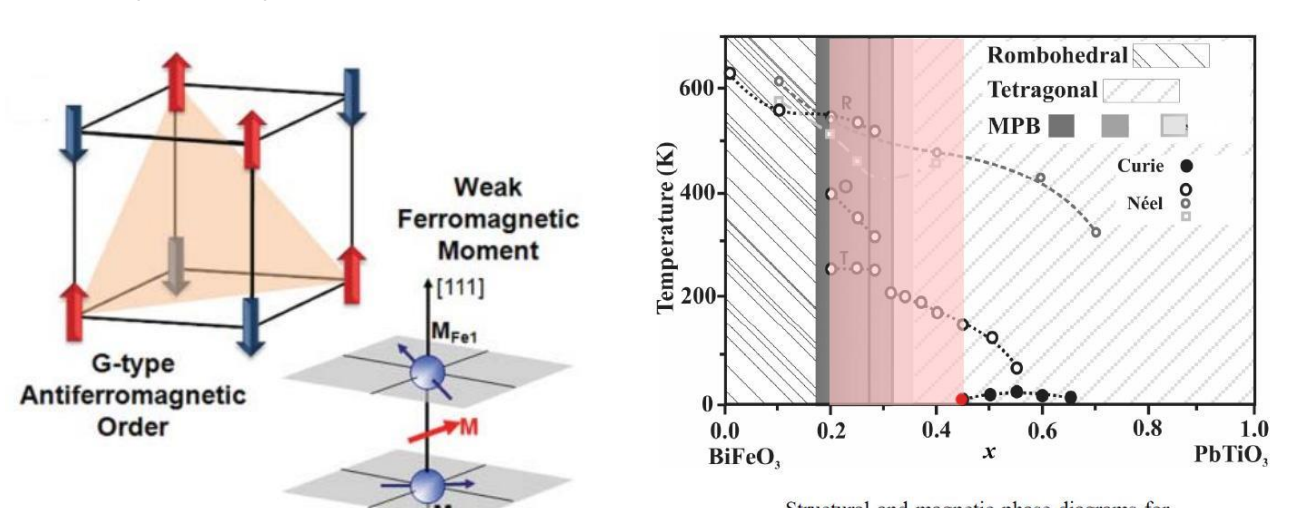 G-type
Antiferromagnetic
Order
Weak
Ferromagnetic
Moment
[111]
M_Fe1
M
Temperature (K)
600
400
200
0
R
T
Rombohedral
Tetragonal
MPB
Curie
Néel
0.0 0.2 0.4 0.6 0.8 1.0
BiFeO₃ x PbTiO₃
Structural and magnetic phase diagrams for